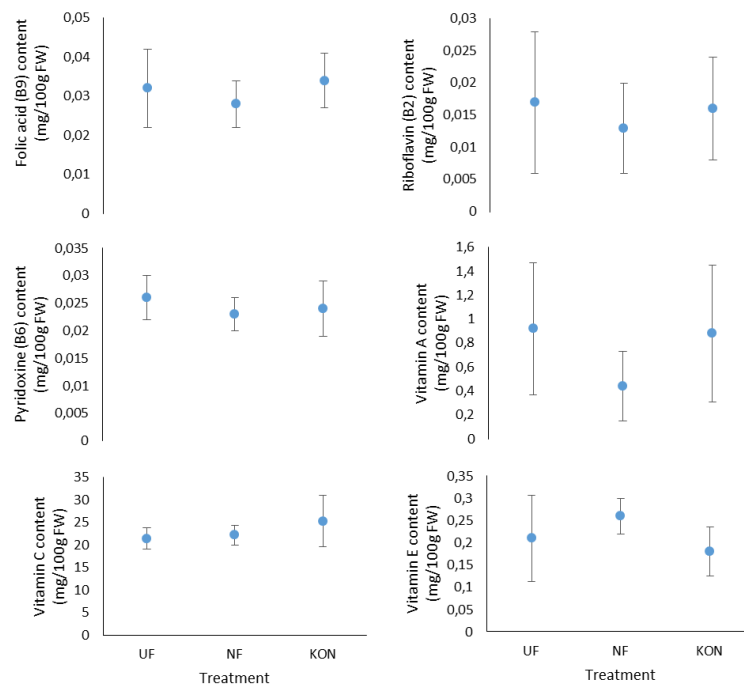 Folic acid (B9) content
(mg/100g FW)
0,05
0,04
0,03
0,02
0,01
0
Riboflavin (B2) content
(mg/100g FW)
0,03
0,025
0,02
0,015
0,01
0,005
0
Pyridoxine (B6) content
(mg/100g FW)
0,035
0,03
0,025
0,02
0,015
0,01
0,005
0
Vitamin A content
(mg/100g FW)
1,6
1,4
1,2
1
0,8
0,6
0,4
0,2
0
Vitamin C content
(mg/100g FW)
35
30
25
20
15
10
5
0
UF NF KON
Treatment
Vitamin E content
(mg/100g FW)
0,35
0,3
0,25
0,2
0,15
0,1
0,05
0
UF NF KON
Treatment